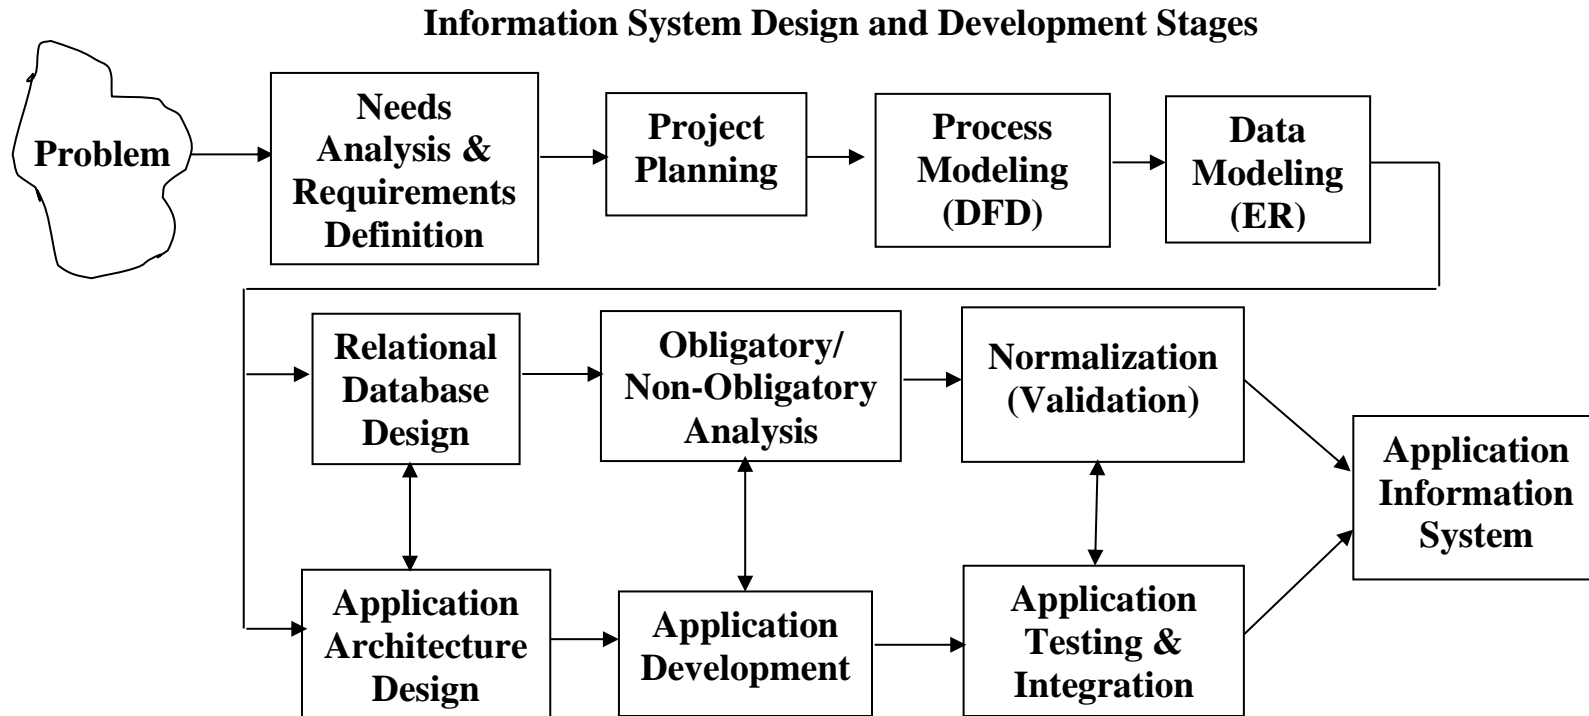 Information System Design and Development Stages
Problem
Needs
Analysis &
Requirements
Definition
Project
Planning
Process
Modeling
(DFD)
Data
Modeling
(ER)
Relational
Database
Design
Obligatory/
Non-Obligatory
Analysis
Normalization
(Validation)
Application
Information
System
Application
Architecture
Design
Application
Development
Application
Testing &
Integration